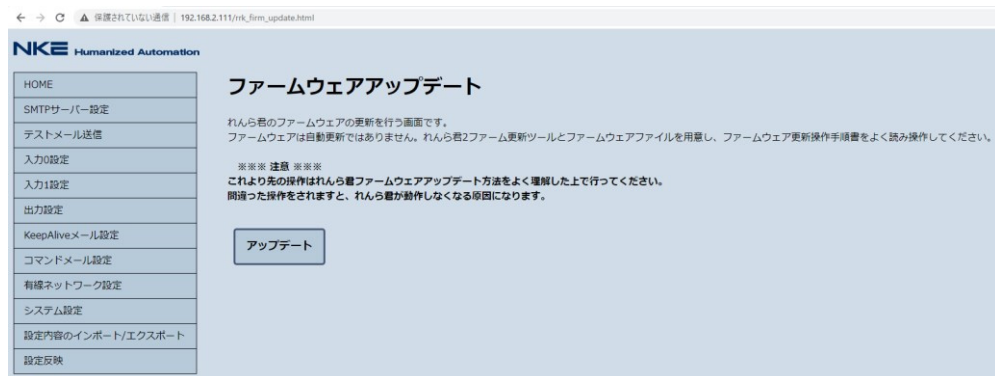 保護されていない通信 | 192.168.2.111/rrk_firm_update.html
NKE Humanized Automation
HOME
SMTPサーバー設定
テストメール送信
入力0設定
入力1設定
出力設定
KeepAliveメール設定
コマンドメール設定
有線ネットワーク設定
システム設定
設定内容のインポート/エクスポート
設定反映
ファームウェアアップデート
れんら君のファームウェアの更新を行う画面です。
ファームウェアは自動更新ではありません。れんら君2ファーム更新ツールとファームウェアファイルを用意し、ファームウェア更新操作手順書をよく読み操作してください。
※※※ 注意 ※※※
これより先の操作はれんら君ファームウェアアップデート方法をよく理解した上で行ってください。
間違った操作をされますと、れんら君が動作しなくなる原因になります。
アップデート